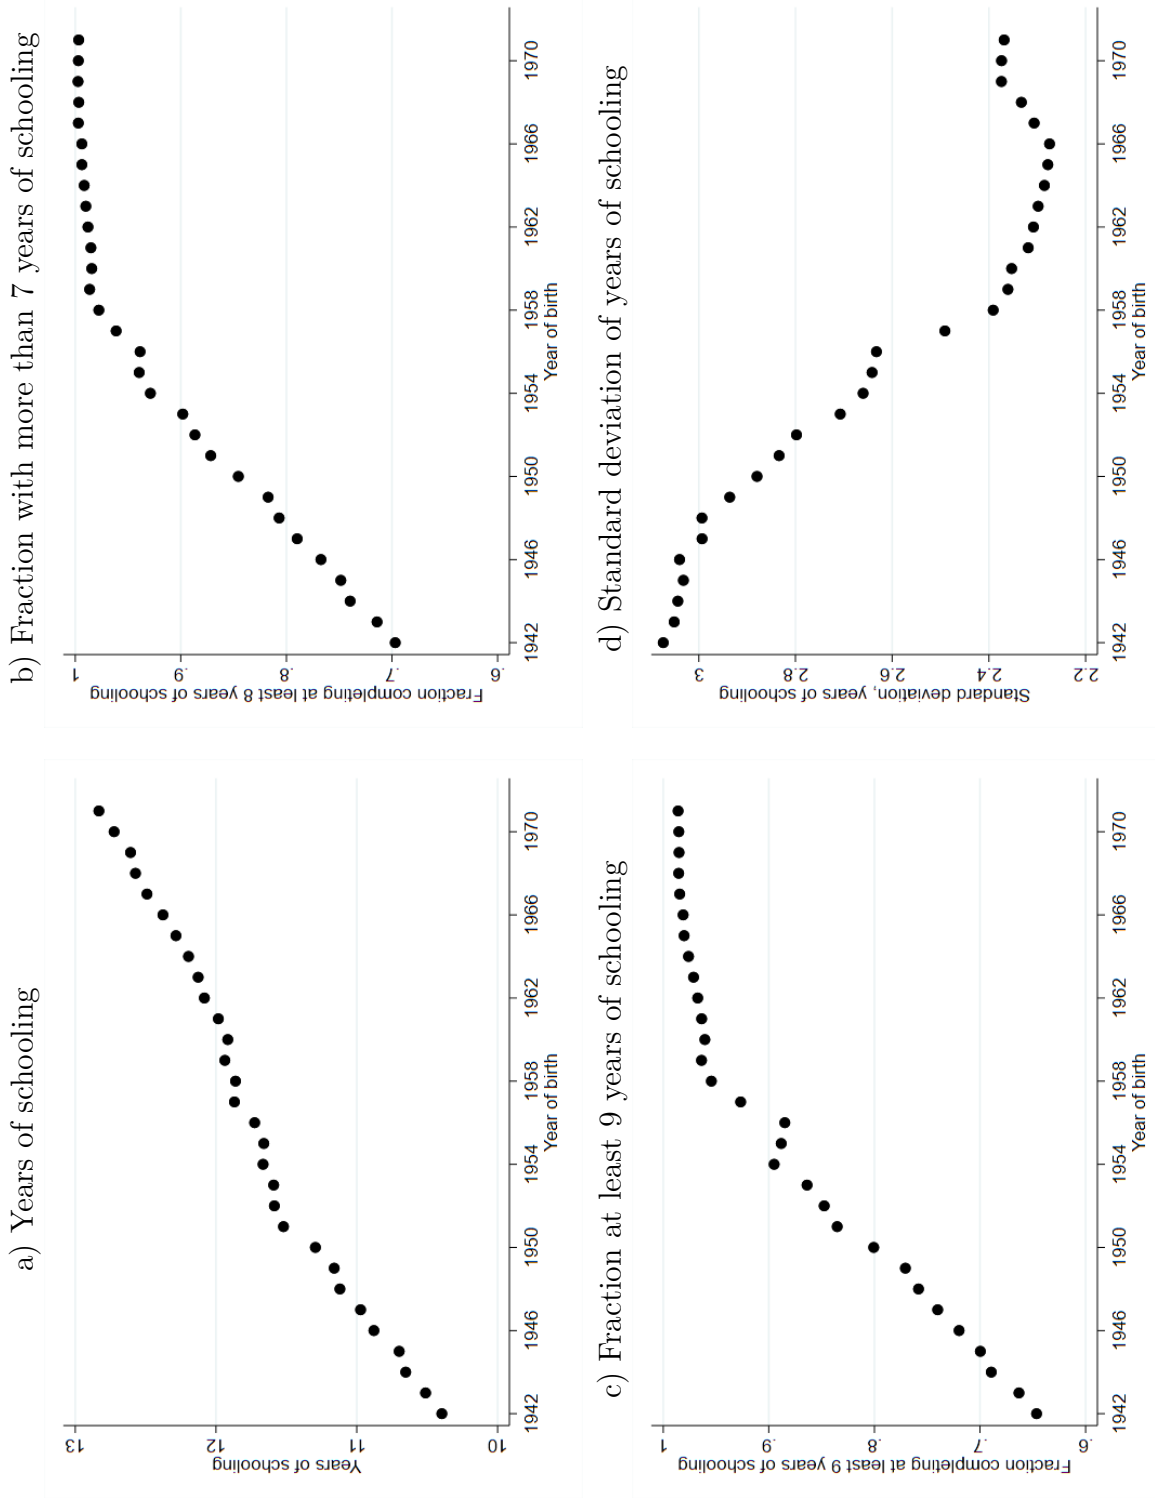 a) Years of schooling
Years of schooling
13
12
11
10
1942 1946 1950 1954 1958 1962 1966 1970
Year of birth
b) Fraction with more than 7 years of schooling
Fraction completing at least 8 years of schooling
1
.9
.8
.7
.6
1942 1946 1950 1954 1958 1962 1966 1970
Year of birth
c) Fraction at least 9 years of schooling
Fraction completing at least 9 years of schooling
1
.9
.8
.7
.6
1942 1946 1950 1954 1958 1962 1966 1970
Year of birth
d) Standard deviation of years of schooling
Standard deviation, years of schooling
3
2.8
2.6
2.4
2.2
1942 1946 1950 1954 1958 1962 1966 1970
Year of birth